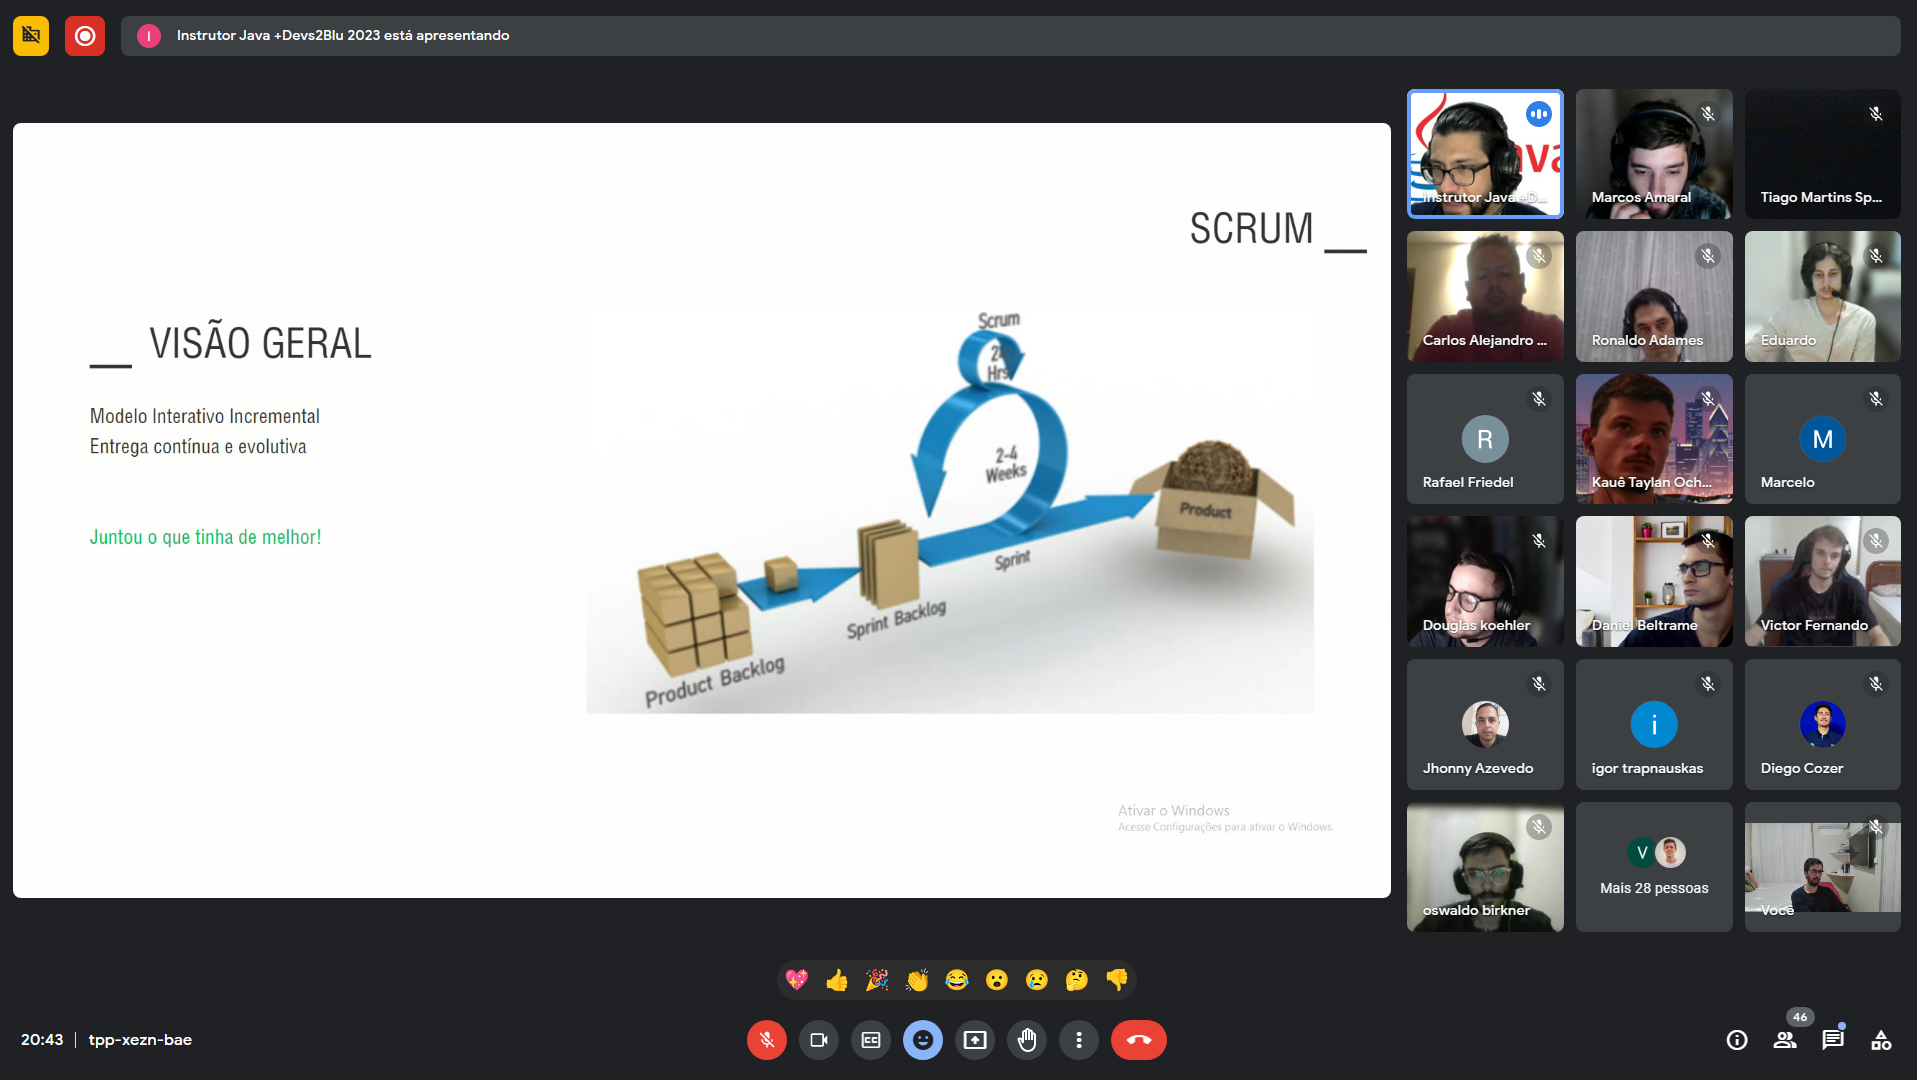 I
Instrutor Java +Devs2Blu 2023 está apresentando
SCRUM
VISÃO GERAL
Modelo Interativo Incremental
Entrega contínua e evolutiva
Juntou o que tinha de melhor!
Scrum
Hrs
2-4
Weeks
Sprint
Product
Sprint Backlog
Product Backlog
Ativar o Windows
Acesse Configurações para ativar o Windows.
Instrutor Java +D...
Marcos Amaral
Tiago Martins Sp...
Carlos Alejandro ...
Ronaldo Adames
Eduardo
R
Rafael Friedel
Kauê Taylan Och...
M
Marcelo
Douglas koehler
Daniel Beltrame
Victor Fernando
Jhonny Azevedo
i
igor trapnauskas
Diego Cozer
oswaldo birkner
V
Mais 28 pessoas
Você
20:43 | tpp-xezn-bae
CC
46